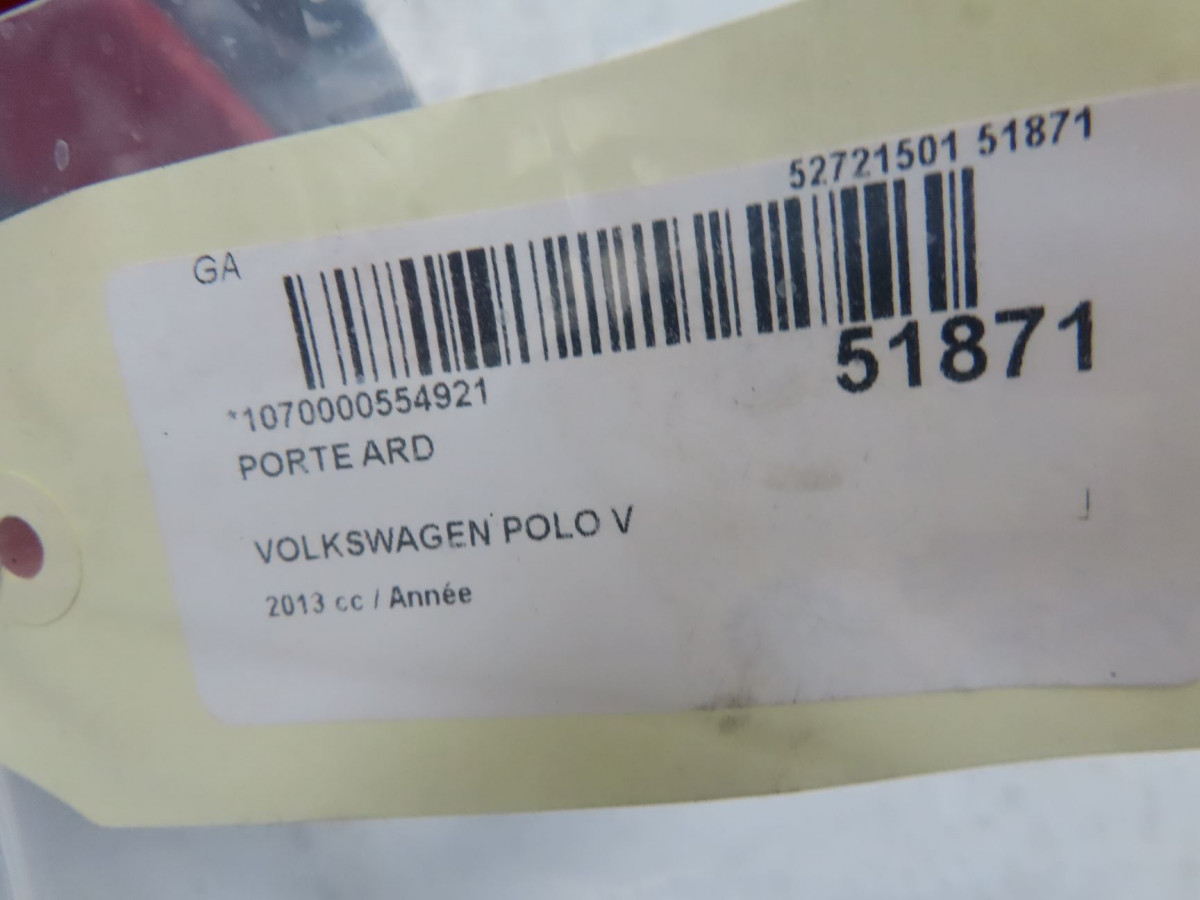 52721501 51871
GA
51871
*1070000554921
PORTE ARD
VOLKSWAGEN POLO V
2013 cc / Année